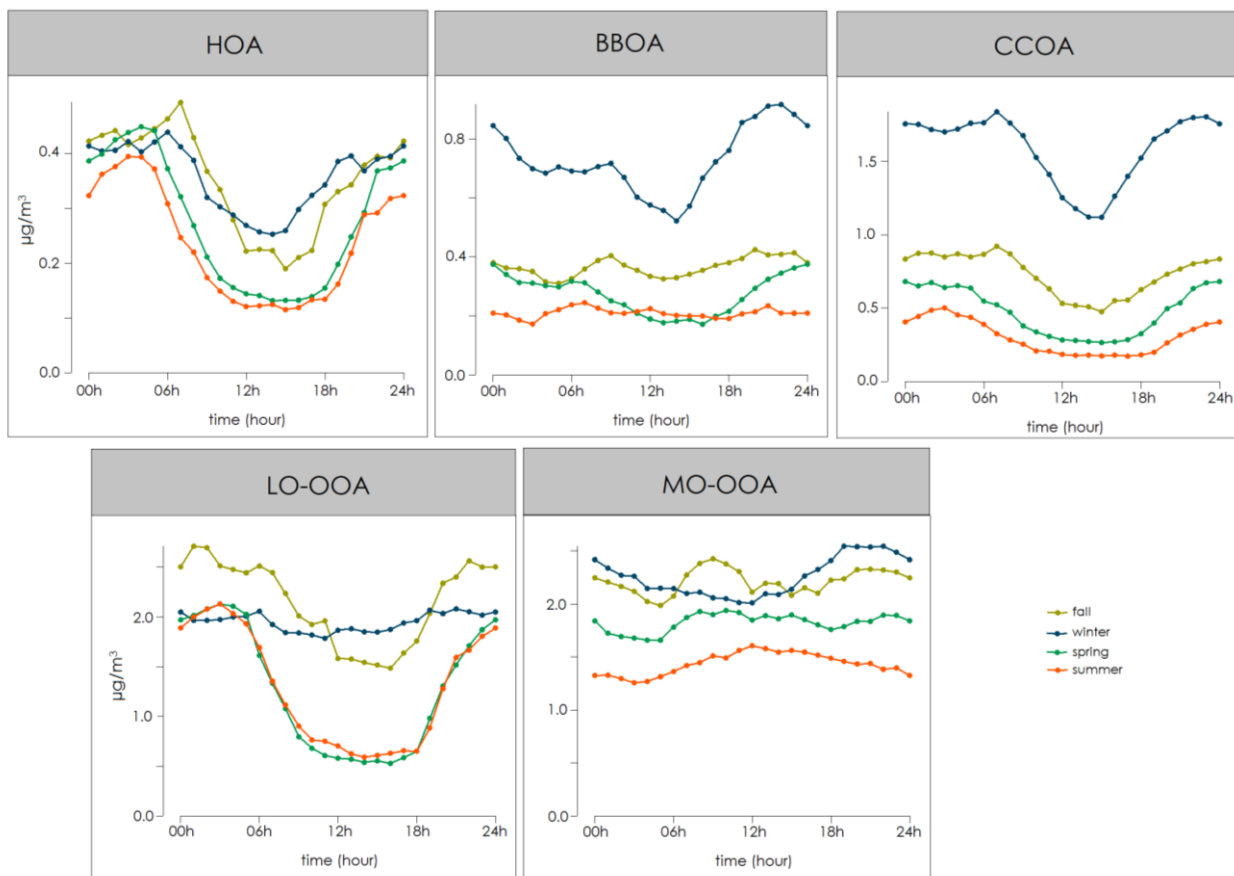 HOA
BBOA
CCOA
0.4
0.2
0.0
µg/m³
00h 06h 12h 18h 24h
time (hour)
0.8
0.4
0.0
00h 06h 12h 18h 24h
time (hour)
1.5
1.0
0.5
0.0
00h 06h 12h 18h 24h
time (hour)
LO-OOA
MO-OOA
2.0
1.0
0.0
µg/m³
00h 06h 12h 18h 24h
time (hour)
2.0
1.0
0.0
00h 06h 12h 18h 24h
time (hour)
fall
winter
spring
summer